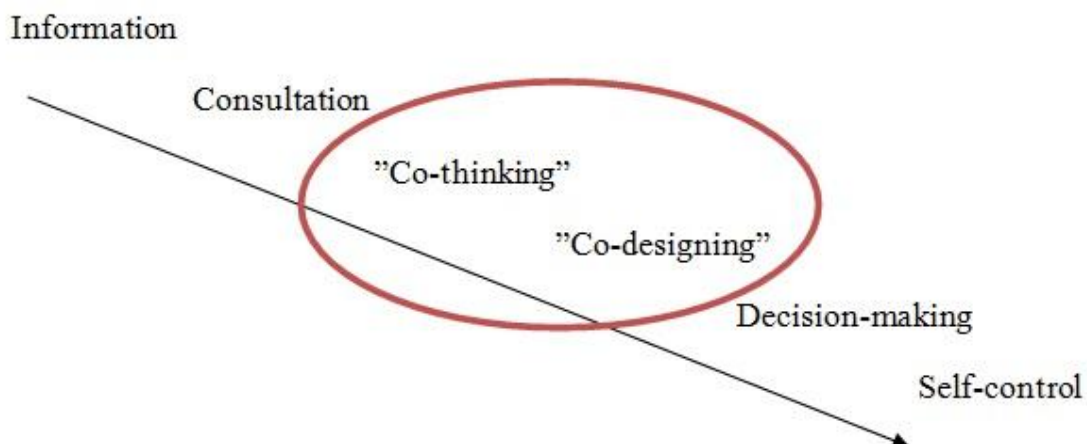 Information
Consultation
”Co-thinking”
”Co-designing”
Decision-making
Self-control